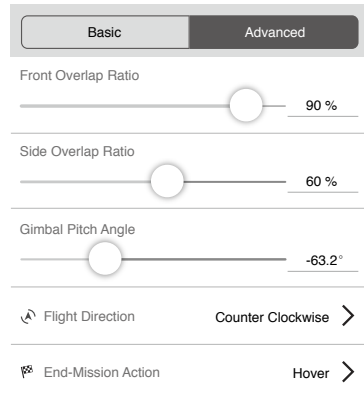 Basic Advanced
Front Overlap Ratio
90 %
Side Overlap Ratio
60 %
Gimbal Pitch Angle
-63.2°
Flight Direction Counter Clockwise
End-Mission Action Hover